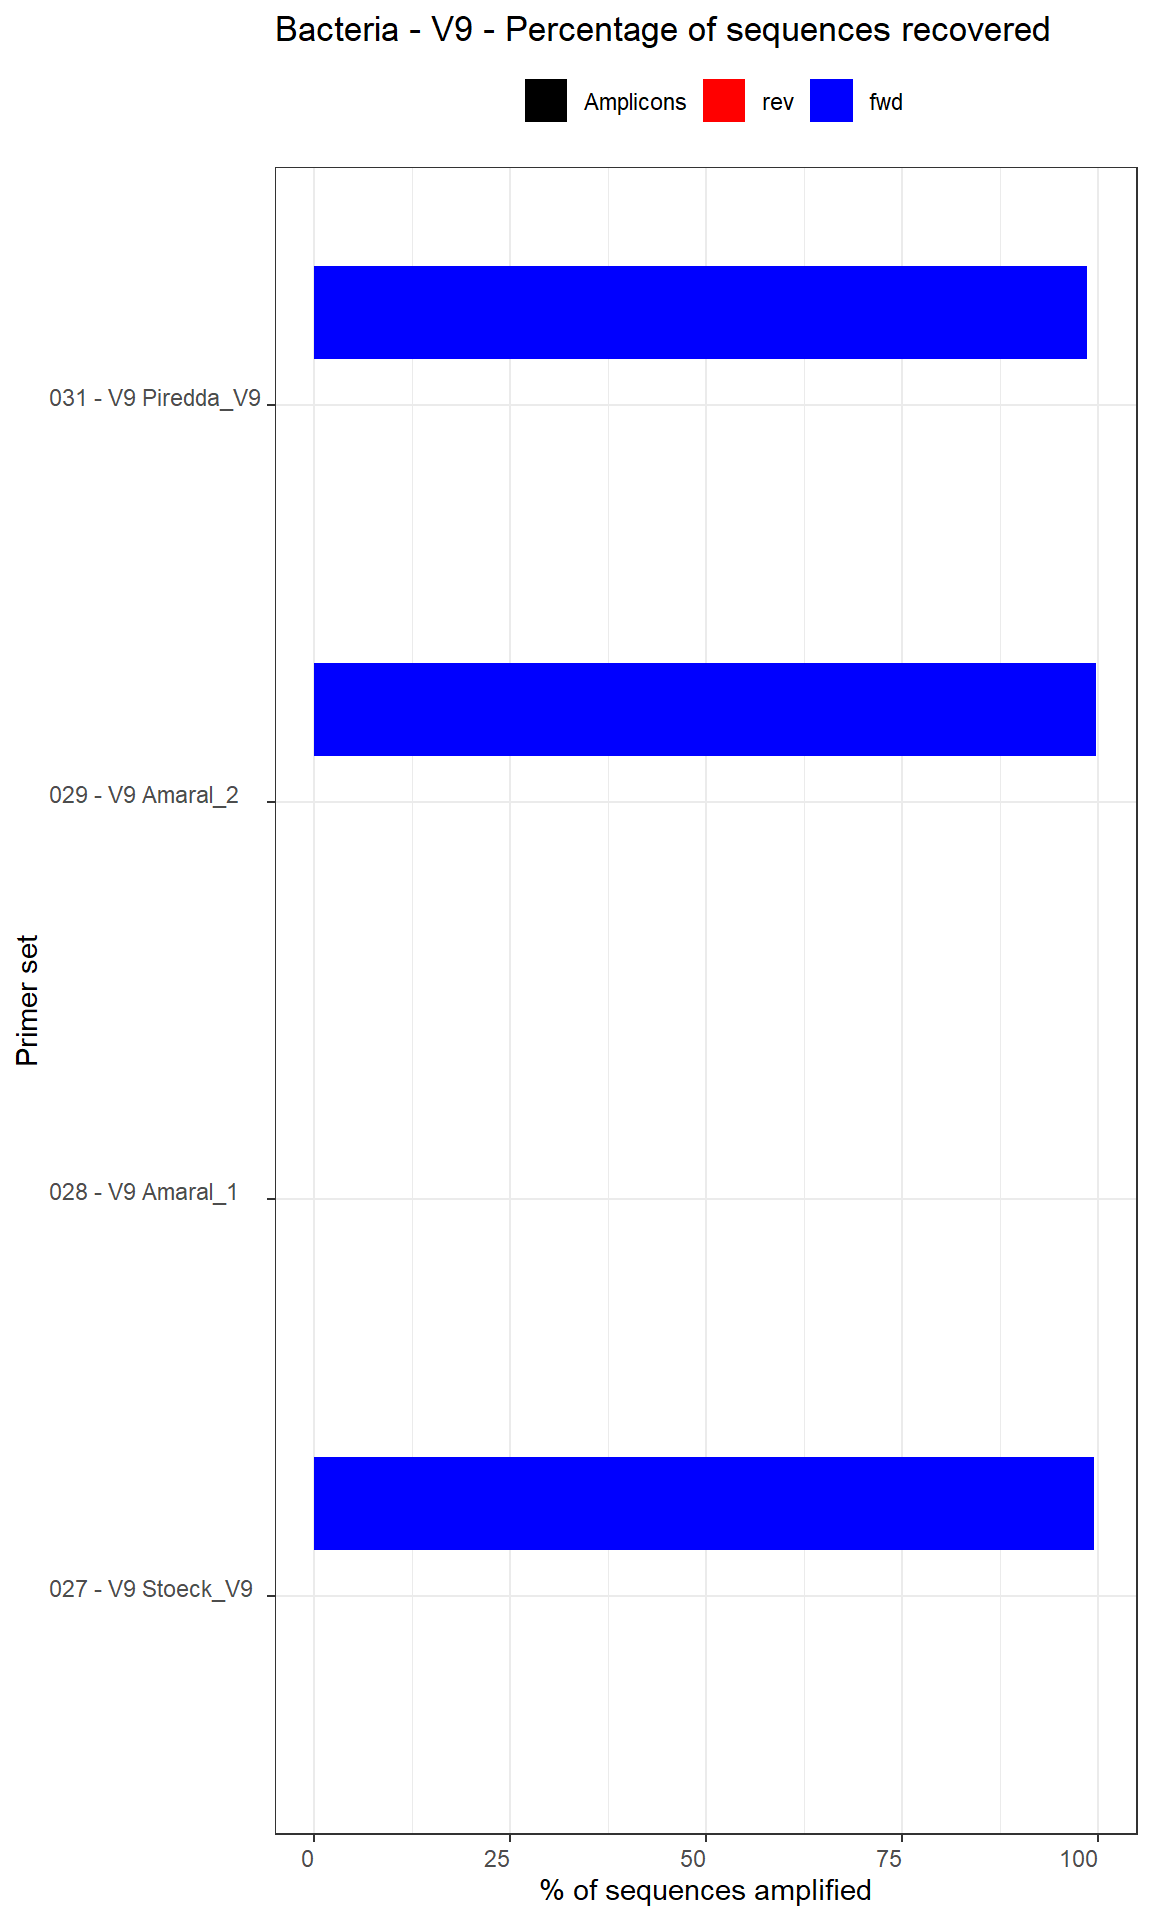 Bacteria - V9 - Percentage of sequences recovered
Amplicons rev fwd
031 - V9 Piredda_V9
029 - V9 Amaral_2
Primer set
028 - V9 Amaral_1
027 - V9 Stoeck_V9
0 25 50 75 100
% of sequences amplified